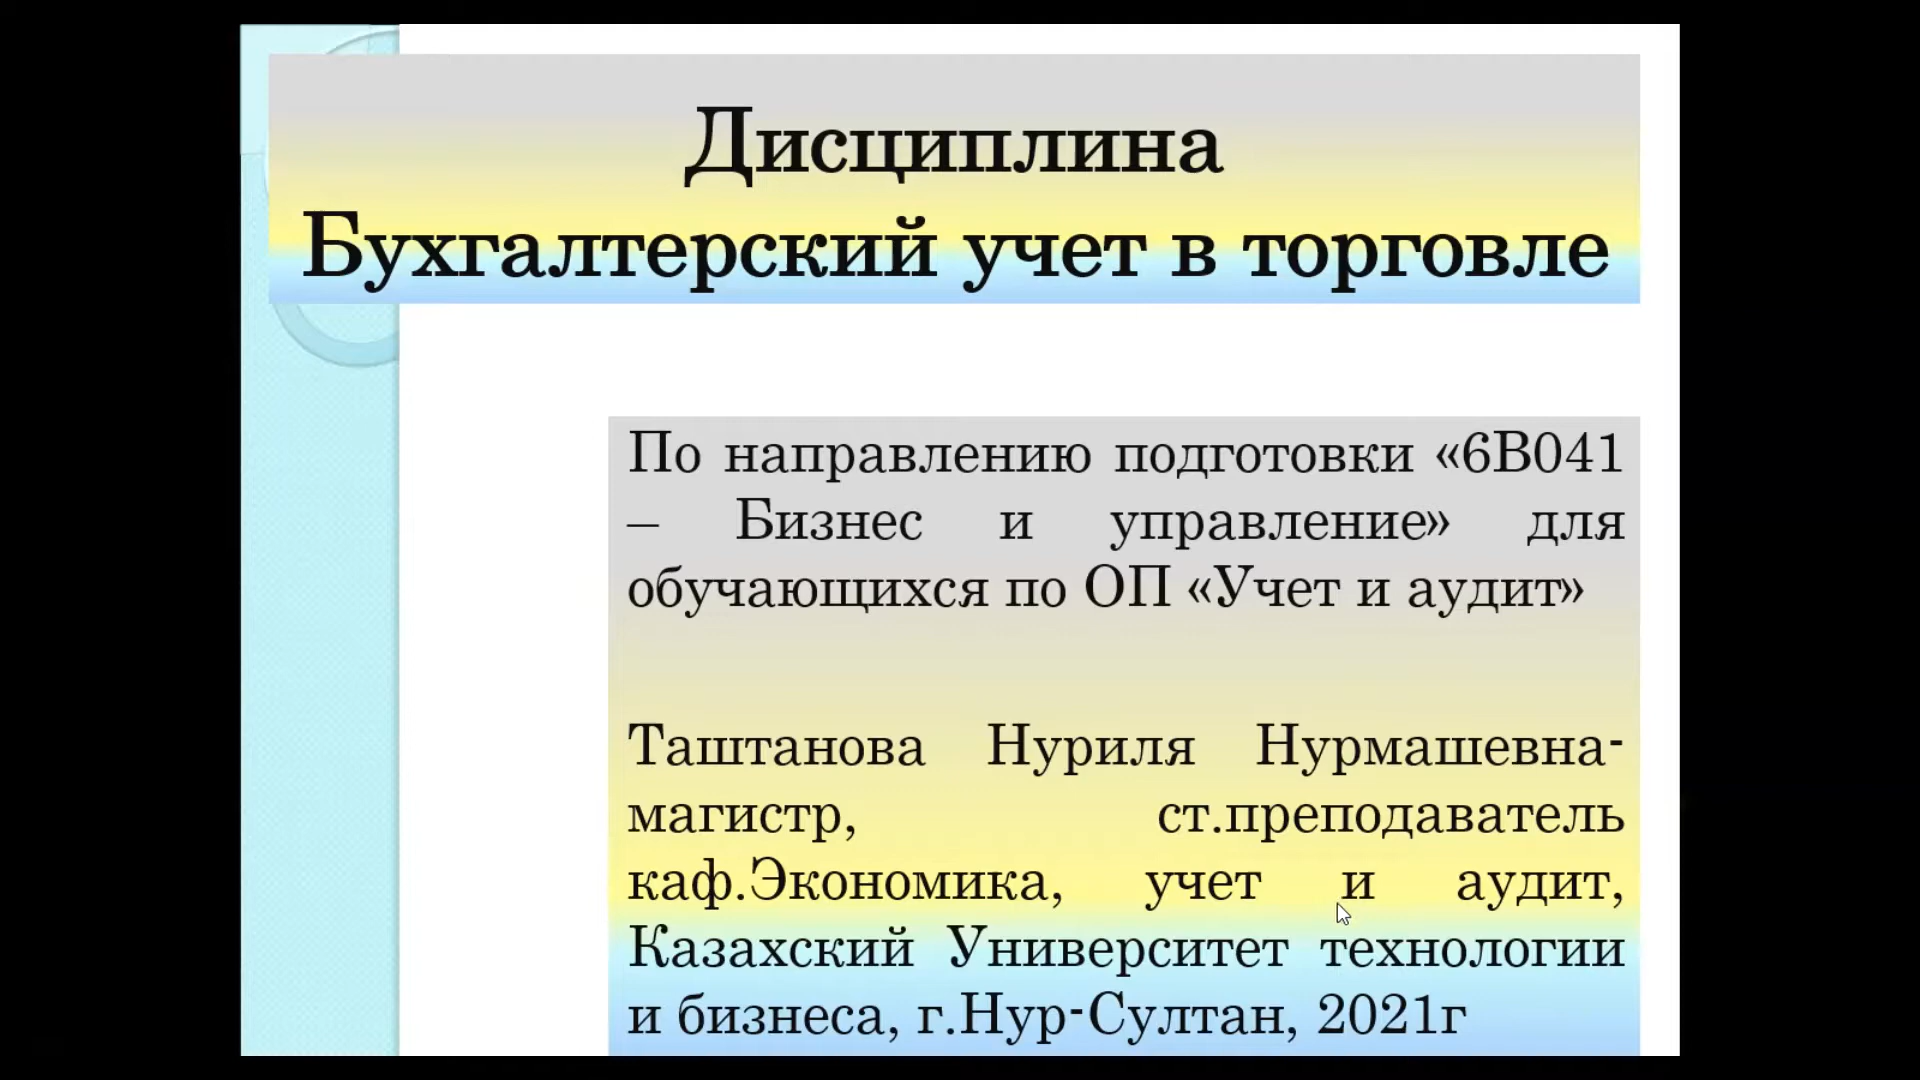 Дисциплина
Бухгалтерский учет в торговле
По направлению подготовки «6В041
– Бизнес и управление» для
обучающихся по ОП «Учет и аудит»
Таштанова Нуриля Нурмашевна-
магистр, ст.преподаватель
каф.Экономика, учет и аудит,
Казахский Университет технологии
и бизнеса, г.Нур-Султан, 2021г